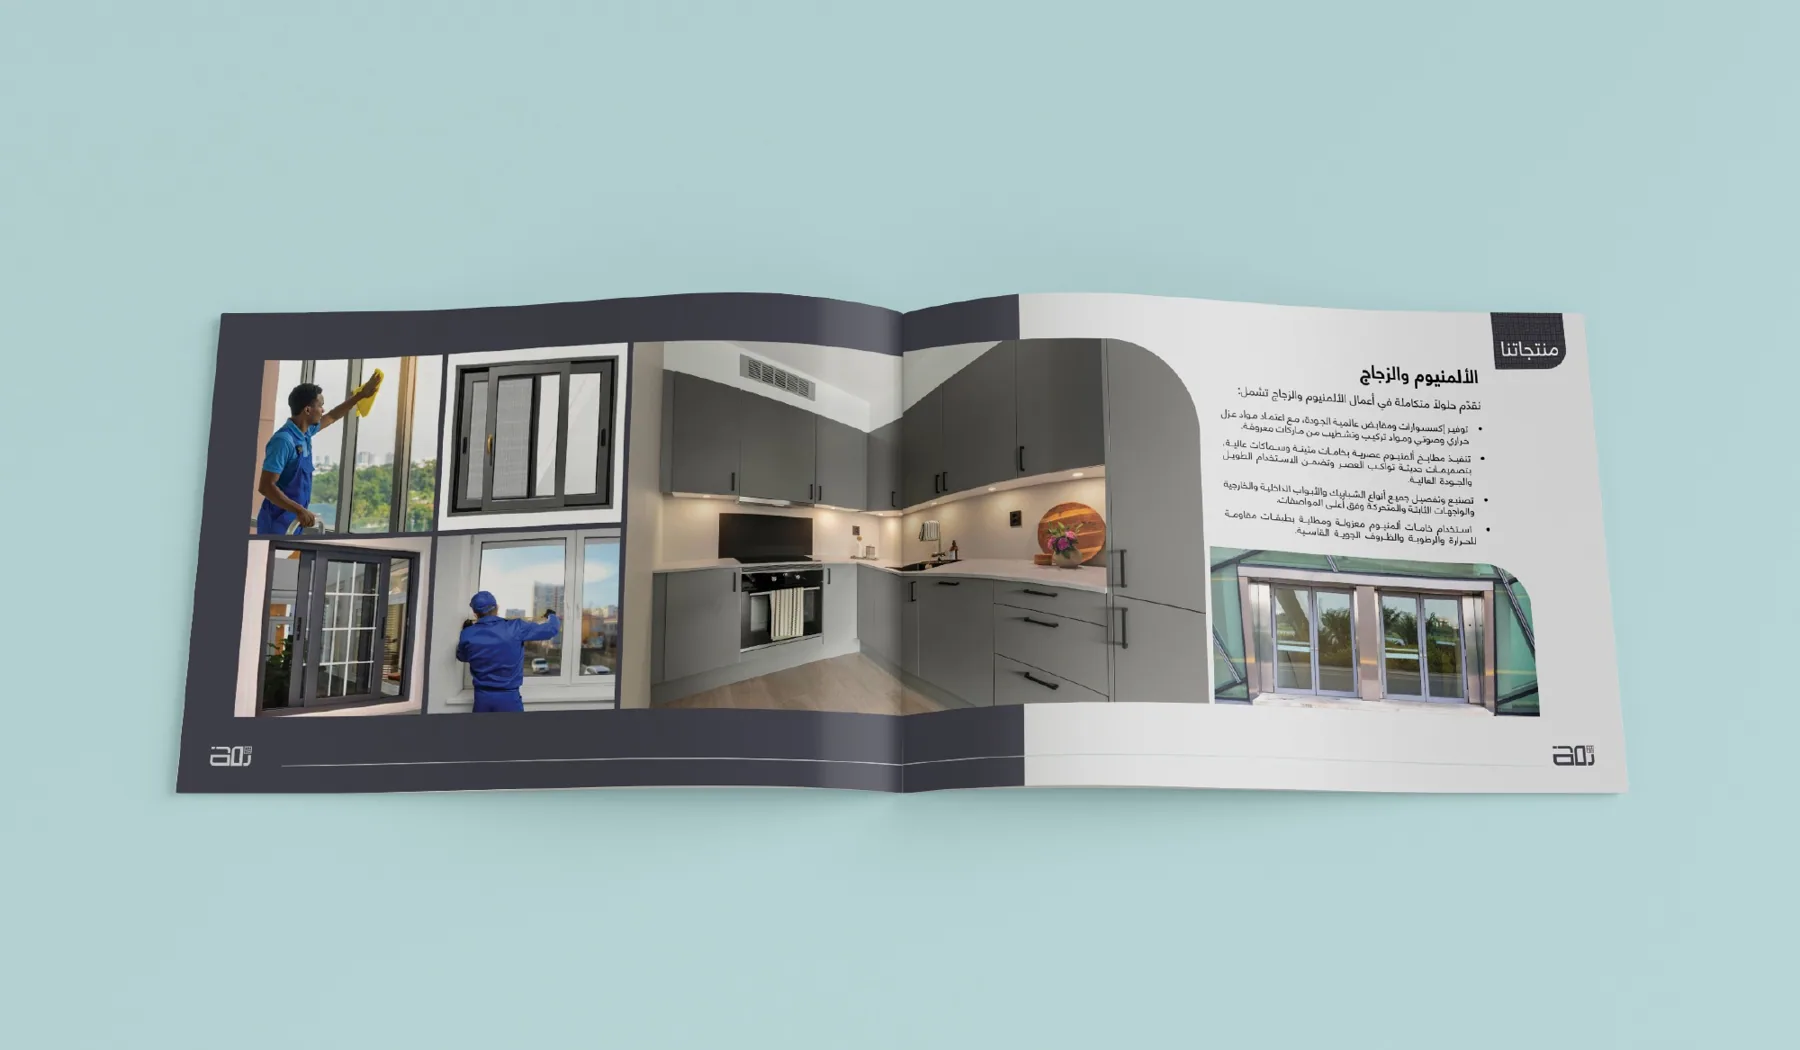 منتجاتنا
الألمنيوم والزجاج
نقدّم حلولاً متكاملة في أعمال الألمنيوم والزجاج تشمل:
• توفير إكسسوارات ومقابض عالمية الجودة، مع اعتماد مواد عزل
حراري وصوتي ومواد تركيب وتشطيب من ماركات معروفة.
• تنفيذ مطابخ ألمنيوم عصرية بخامات متينة وسماكات عالية،
بتصميمات حديثة تواكب العصر وتضمن الاستخدام الطويل
والجودة العالية.
• تصنيع وتفصيل جميع أنواع الشبابيك والأبواب الداخلية والخارجية
والواجهات الثابتة والمتحركة وفق أعلى المواصفات.
• استخدام خامات ألمنيوم معزولة ومطلية بطبقات مقاومة
للحرارة والرطوبة والظروف الجوية القاسية.